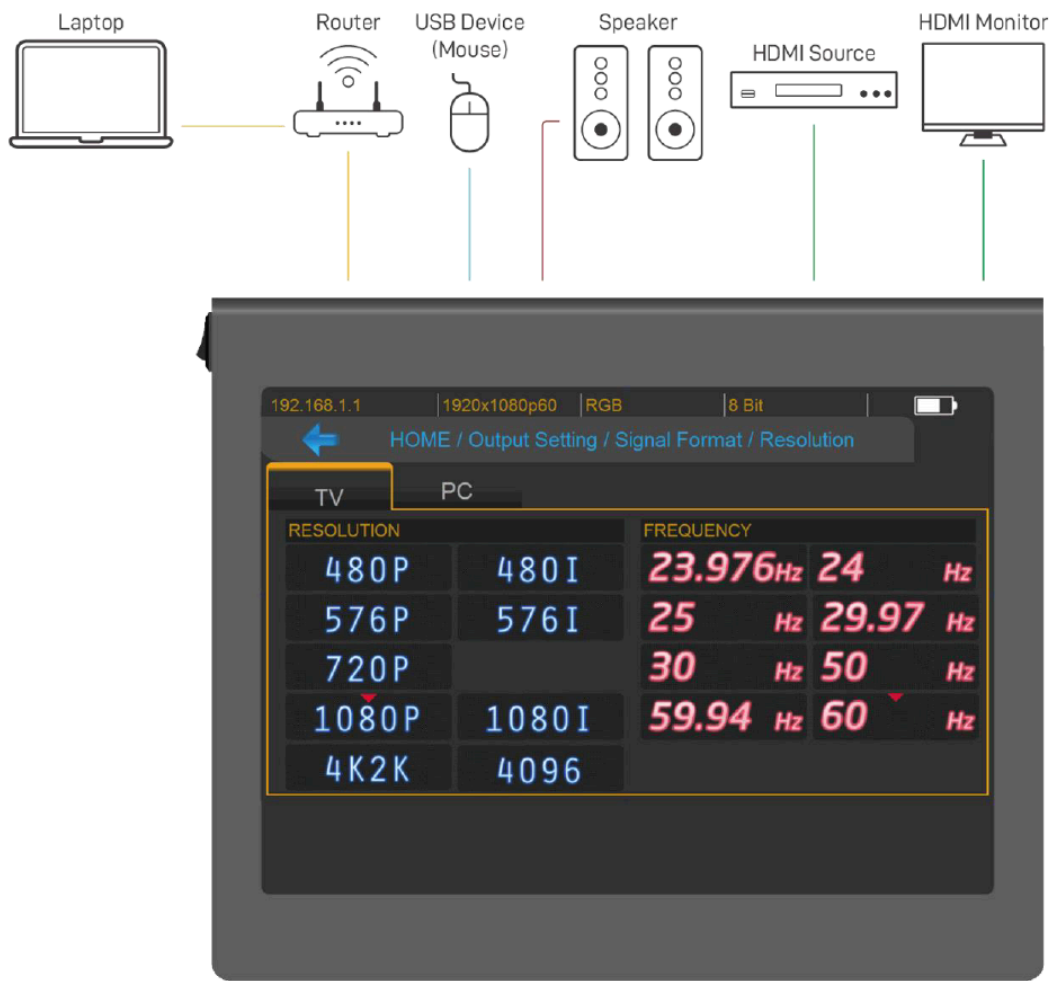 Laptop
Router
USB Device
(Mouse)
Speaker
HDMI Source
HDMI Monitor
192.168.1.1 1920x1080p60 RGB 8 Bit
HOME / Output Setting / Signal Format / Resolution
TV PC
RESOLUTION FREQUENCY
480P 480I 23.976Hz 24 Hz
576P 576I 25 Hz 29.97 Hz
720P 30 Hz 50 Hz
1080P 1080I 59.94 Hz 60 Hz
4K2K 4096